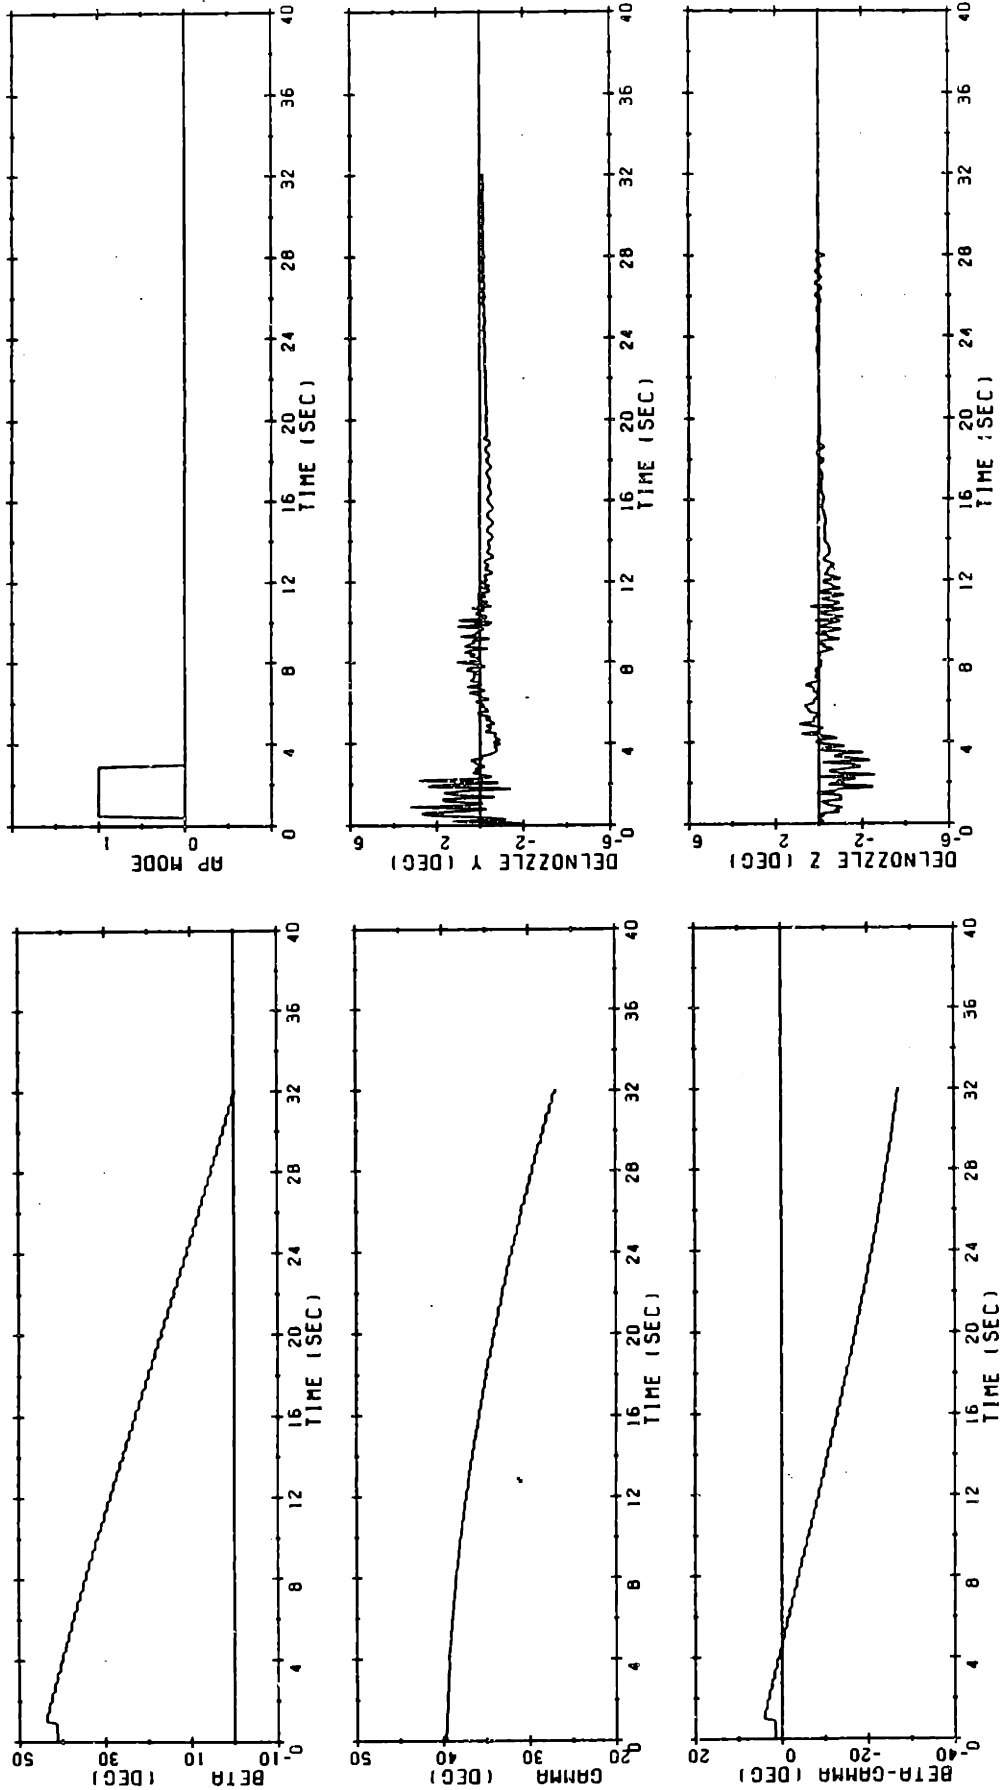 AP MODE
1
0
0 4 8 12 16 20 24 28 32 36 40
TIME (SEC)
DELNOZZLE Y (DEG)
6
2
-2
-6
0 4 8 12 16 20 24 28 32 36 40
TIME (SEC)
DELNOZZLE Z (DEG)
6
2
-2
-6
0 4 8 12 16 20 24 28 32 36 40
TIME (SEC)
BETA (DEG)
50
30
10
-10
0 4 8 12 16 20 24 28 32 36 40
TIME (SEC)
GAMMA (DEG)
50
40
30
20
0 4 8 12 16 20 24 28 32 36 40
TIME (SEC)
BETA-GAMMA (DEG)
20
0
-20
-40
0 4 8 12 16 20 24 28 32 36 40
TIME (SEC)